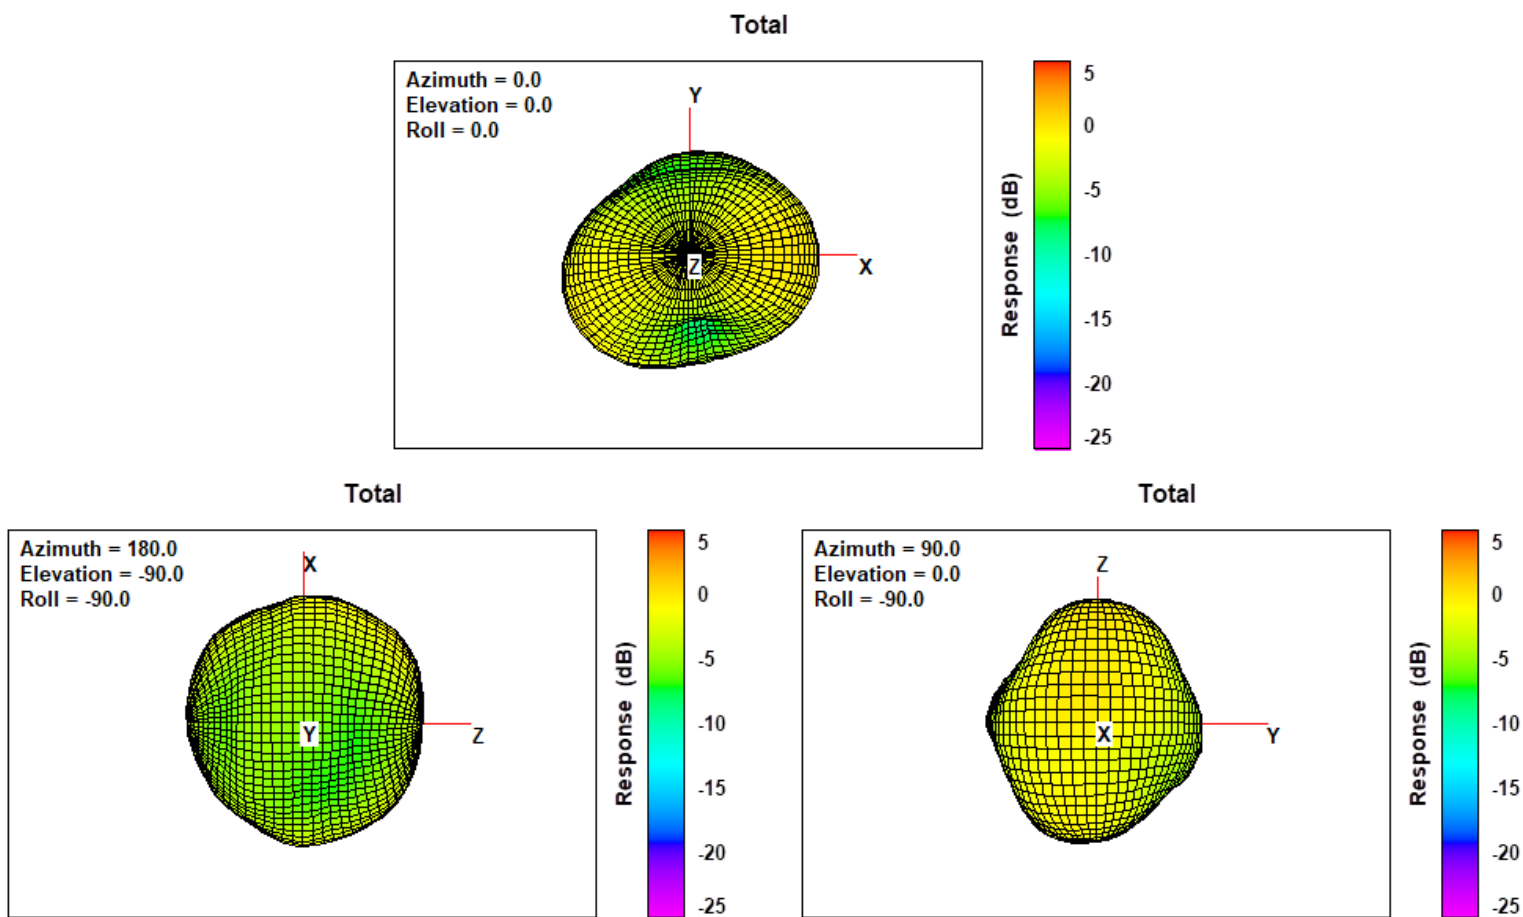 Total
Azimuth = 0.0
Elevation = 0.0
Roll = 0.0
Y
X
Z
5
0
-5
-10
-15
-20
-25
Response (dB)
Total
Azimuth = 180.0
Elevation = -90.0
Roll = -90.0
X
Y
Z
5
0
-5
-10
-15
-20
-25
Response (dB)
Total
Azimuth = 90.0
Elevation = 0.0
Roll = -90.0
Z
X
Y
5
0
-5
-10
-15
-20
-25
Response (dB)